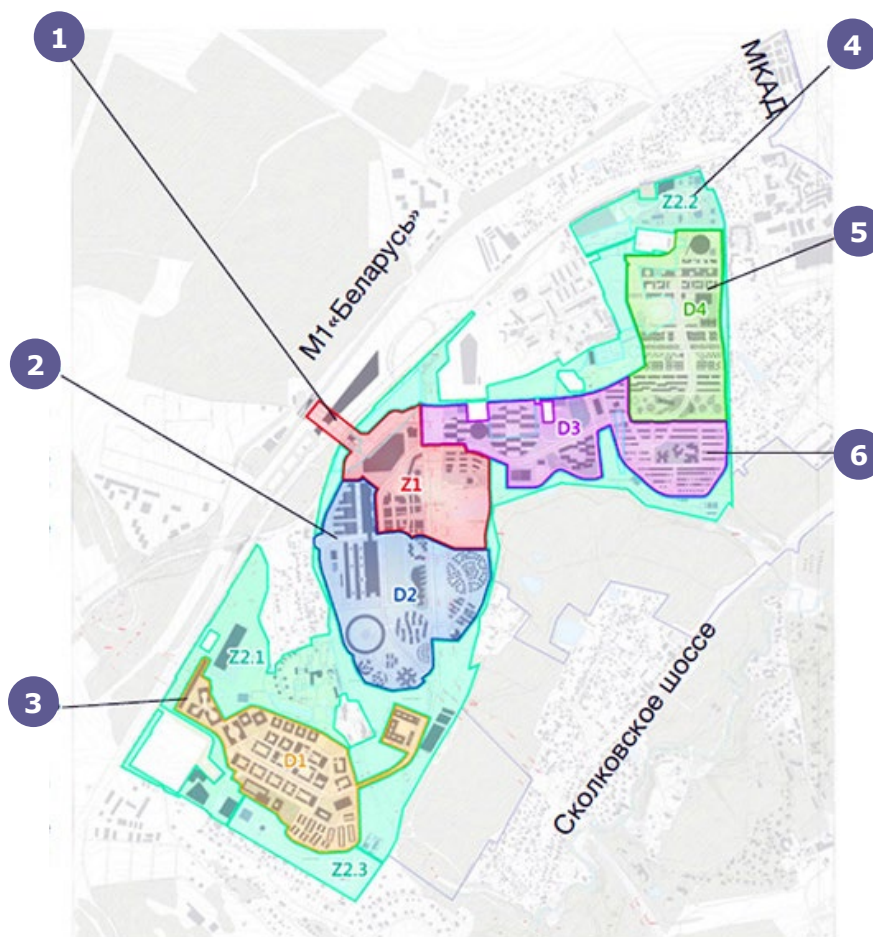 1
4
МКАД
Z2.2
5
М1«Беларусь»
D4
2
D3
6
Z1
D2
Сколковское шоссе
Z2.1
3
D1
Z2.3